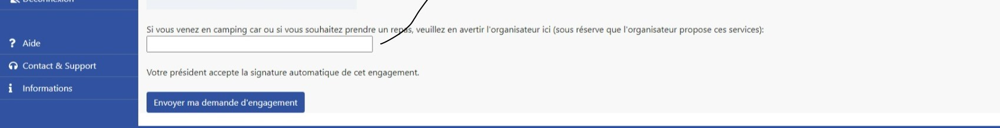 Déconnexion
Si vous venez en camping car ou si vous souhaitez prendre un repas, veuillez en avertir l'organisateur ici (sous réserve que l'organisateur propose ces services):
Aide
Contact & Support
Votre président accepte la signature automatique de cet engagement.
Informations
Envoyer ma demande d'engagement